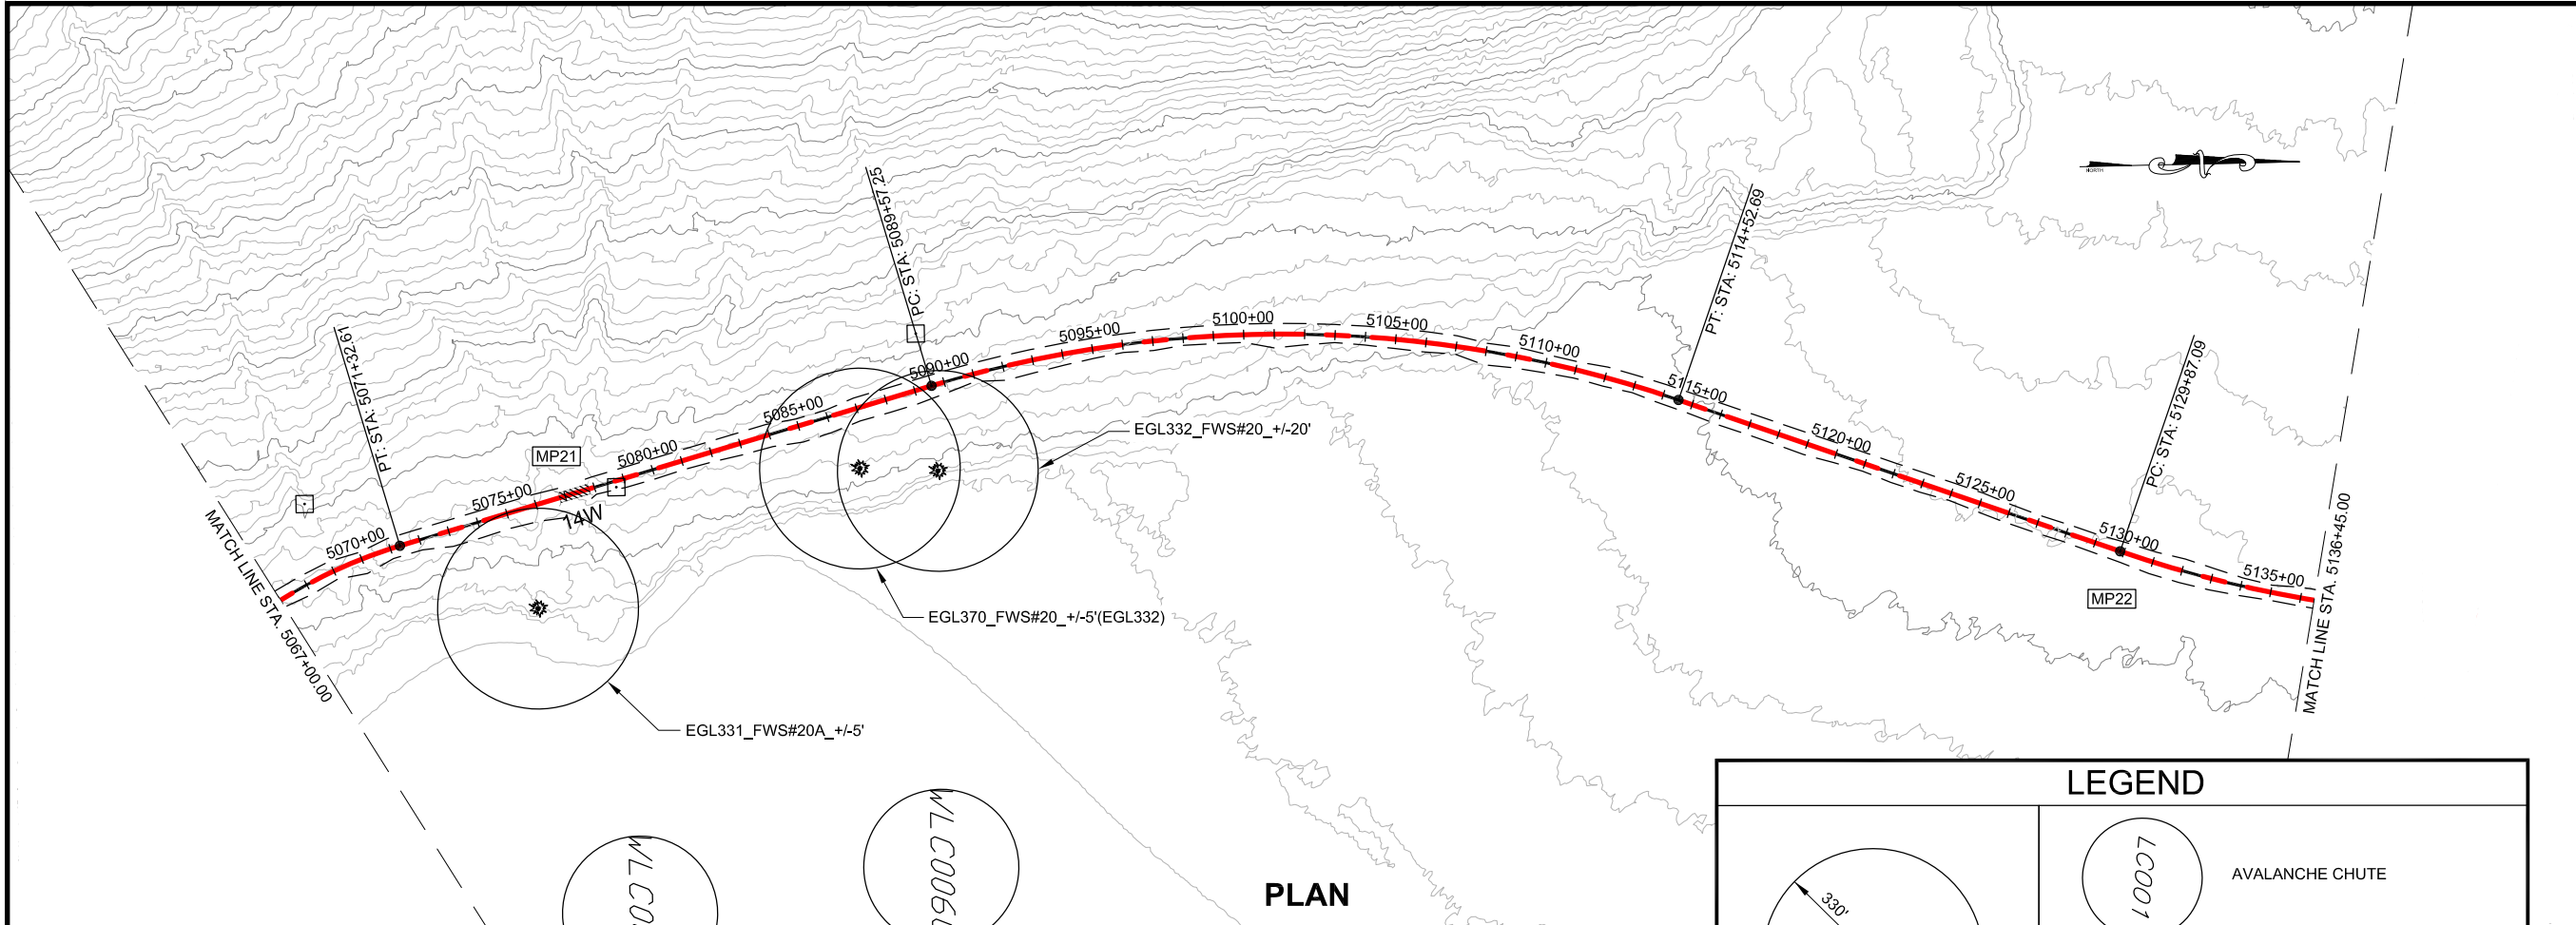 NORTH
PT: STA: 5071+32.61
PC: STA: 5089+57.25
PT: STA: 5114+52.69
PC: STA: 5129+87.09
5070+00
5075+00
5080+00
5085+00
5090+00
5095+00
5100+00
5105+00
5110+00
5115+00
5120+00
5125+00
5130+00
5135+00
MP21
14W
MP22
MATCH LINE STA. 5067+00.00
MATCH LINE STA. 5136+45.00
EGL332_FWS#20_+/-20'
EGL370_FWS#20_+/-5'(EGL332)
EGL331_FWS#20A_+/-5'
PLAN
LEGEND
330'
LC001
AVALANCHE CHUTE